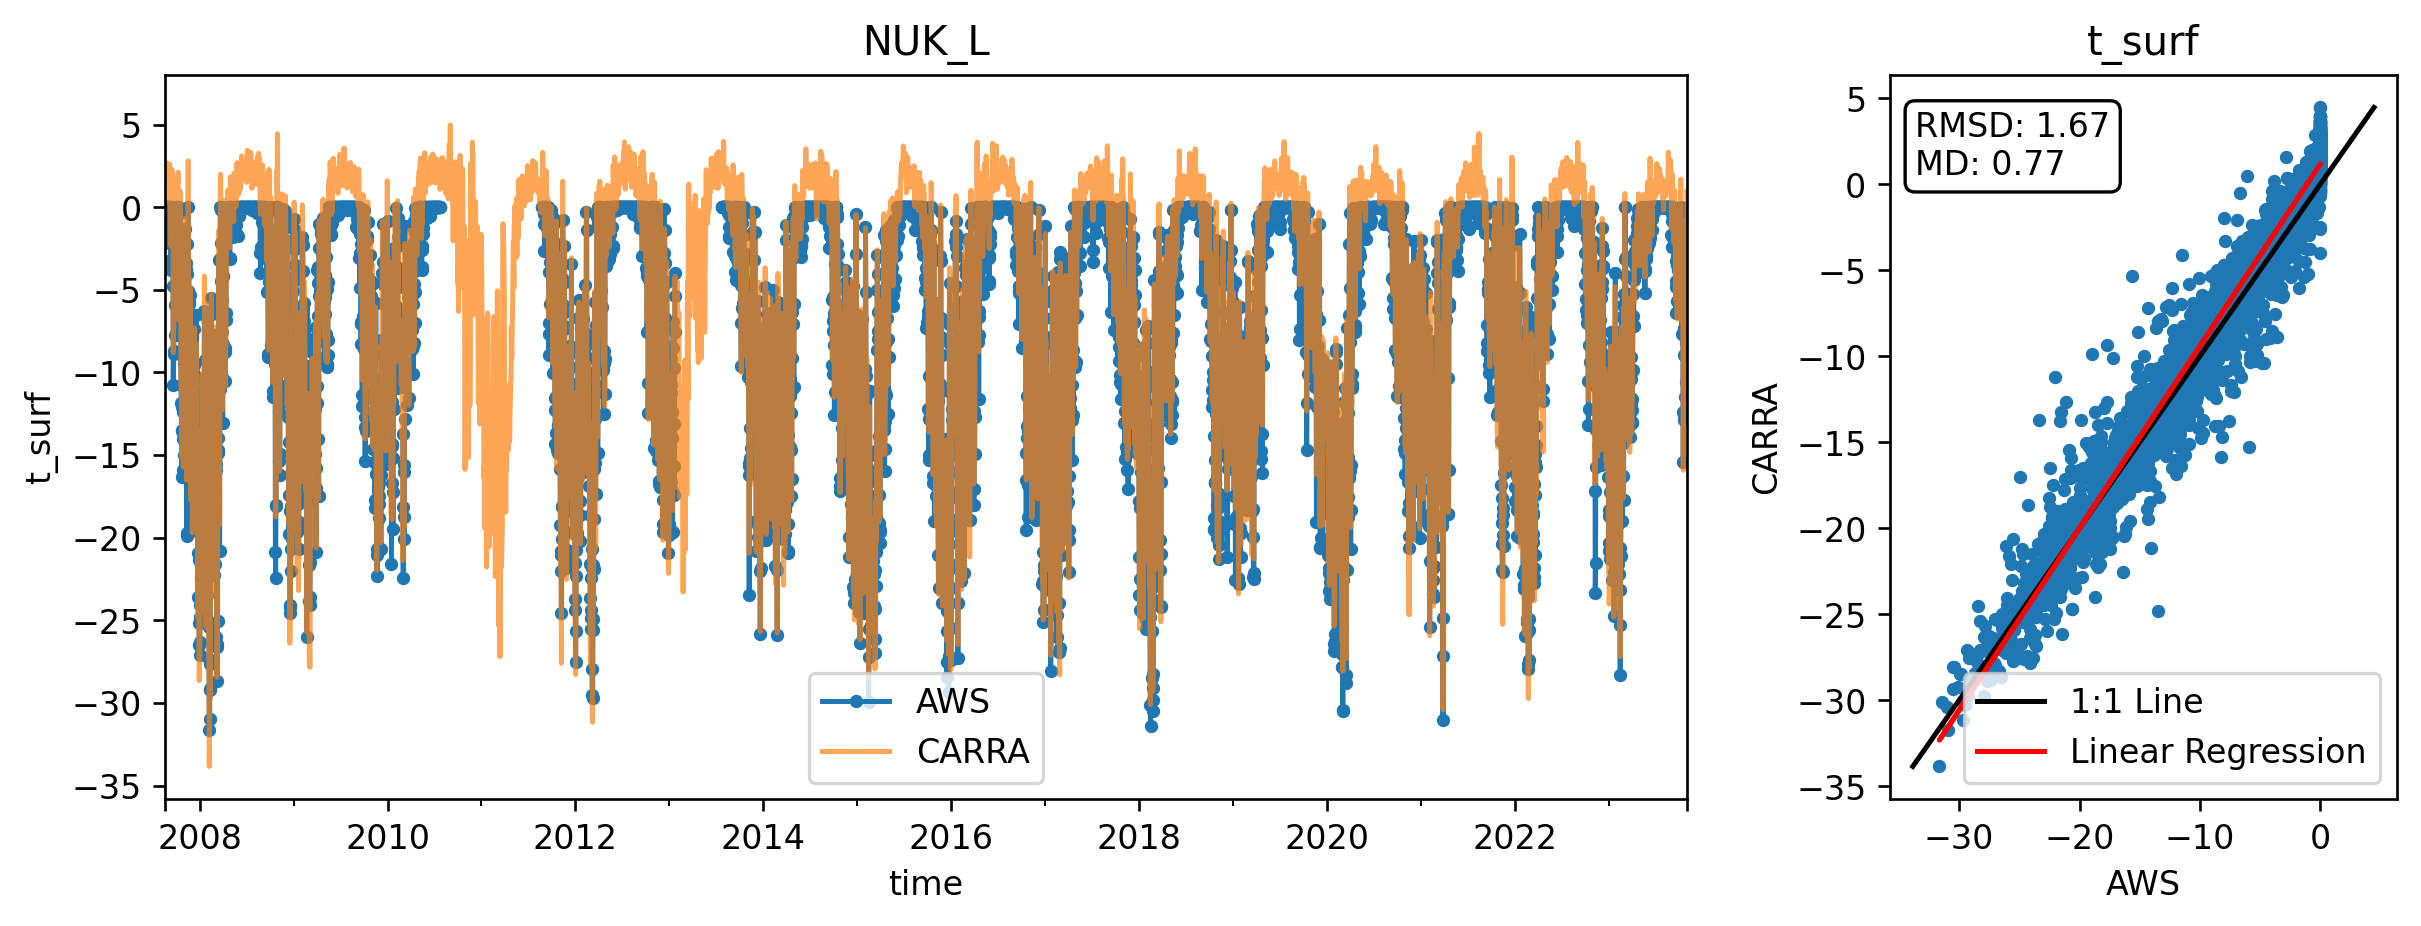 NUK_L
t_surf
5
0
−5
−10
−15
−20
−25
−30
−35
t_surf
AWS
CARRA
2008 2010 2012 2014 2016 2018 2020 2022
time
RMSD: 1.67
MD: 0.77
5
0
−5
−10
−15
−20
−25
−30
−35
CARRA
1:1 Line
Linear Regression
−30 −20 −10 0
AWS